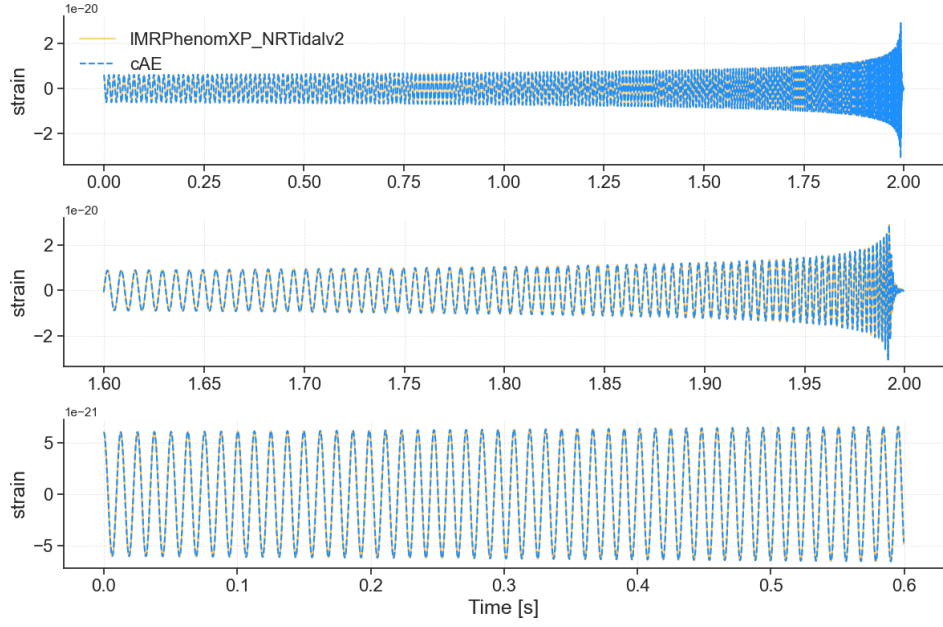 1e−20
IMRPhenomXP_NRTidalv2
cAE
strain
2
0
−2
0.00 0.25 0.50 0.75 1.00 1.25 1.50 1.75 2.00
1e−20
strain
2
0
−2
1.60 1.65 1.70 1.75 1.80 1.85 1.90 1.95 2.00
1e−21
strain
5
0
−5
0.0 0.1 0.2 0.3 0.4 0.5 0.6
Time [s]